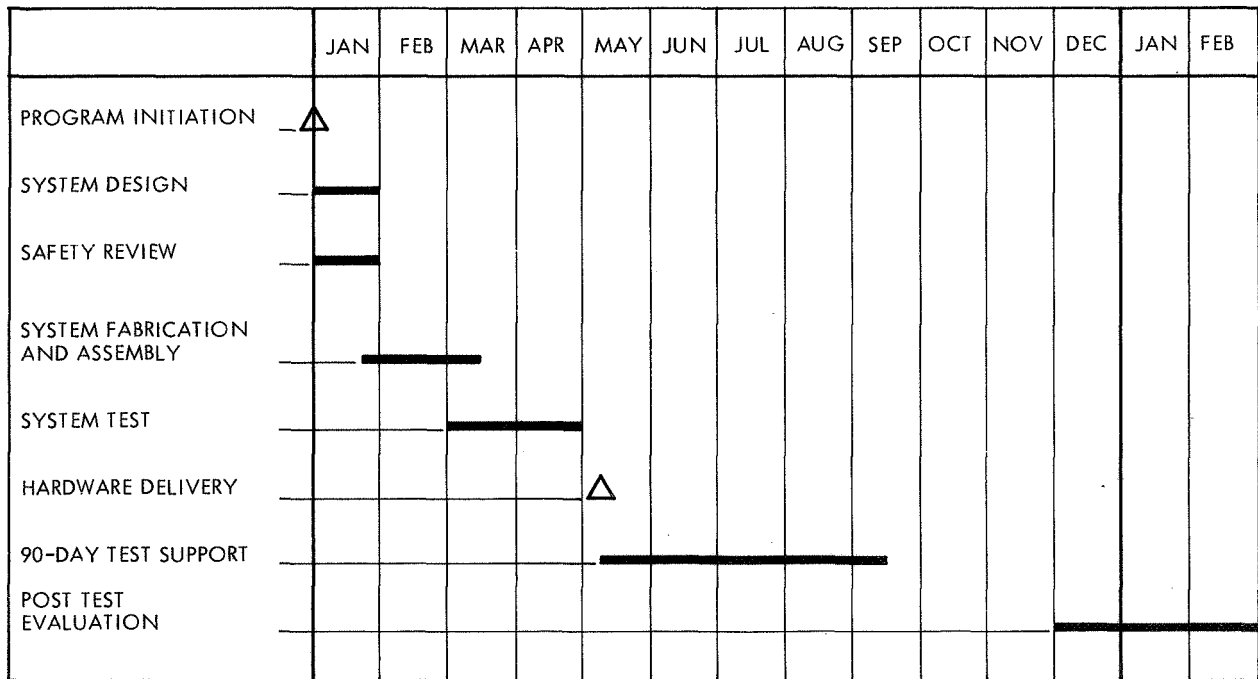 JAN FEB MAR APR MAY JUN JUL AUG SEP OCT NOV DEC JAN FEB
PROGRAM INITIATION
SYSTEM DESIGN
SAFETY REVIEW
SYSTEM FABRICATION
AND ASSEMBLY
SYSTEM TEST
HARDWARE DELIVERY
90-DAY TEST SUPPORT
POST TEST
EVALUATION